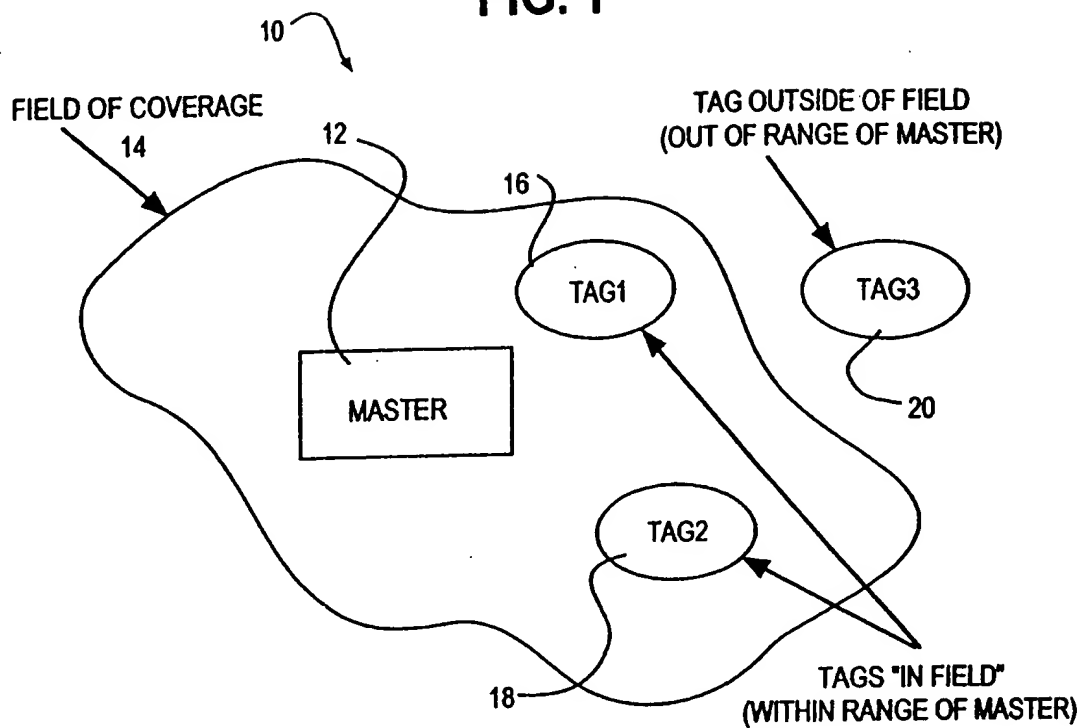 FIG. 1
10
FIELD OF COVERAGE
14
12
16
TAG OUTSIDE OF FIELD
(OUT OF RANGE OF MASTER)
TAG1
TAG3
MASTER
20
TAG2
18
TAGS "IN FIELD"
(WITHIN RANGE OF MASTER)